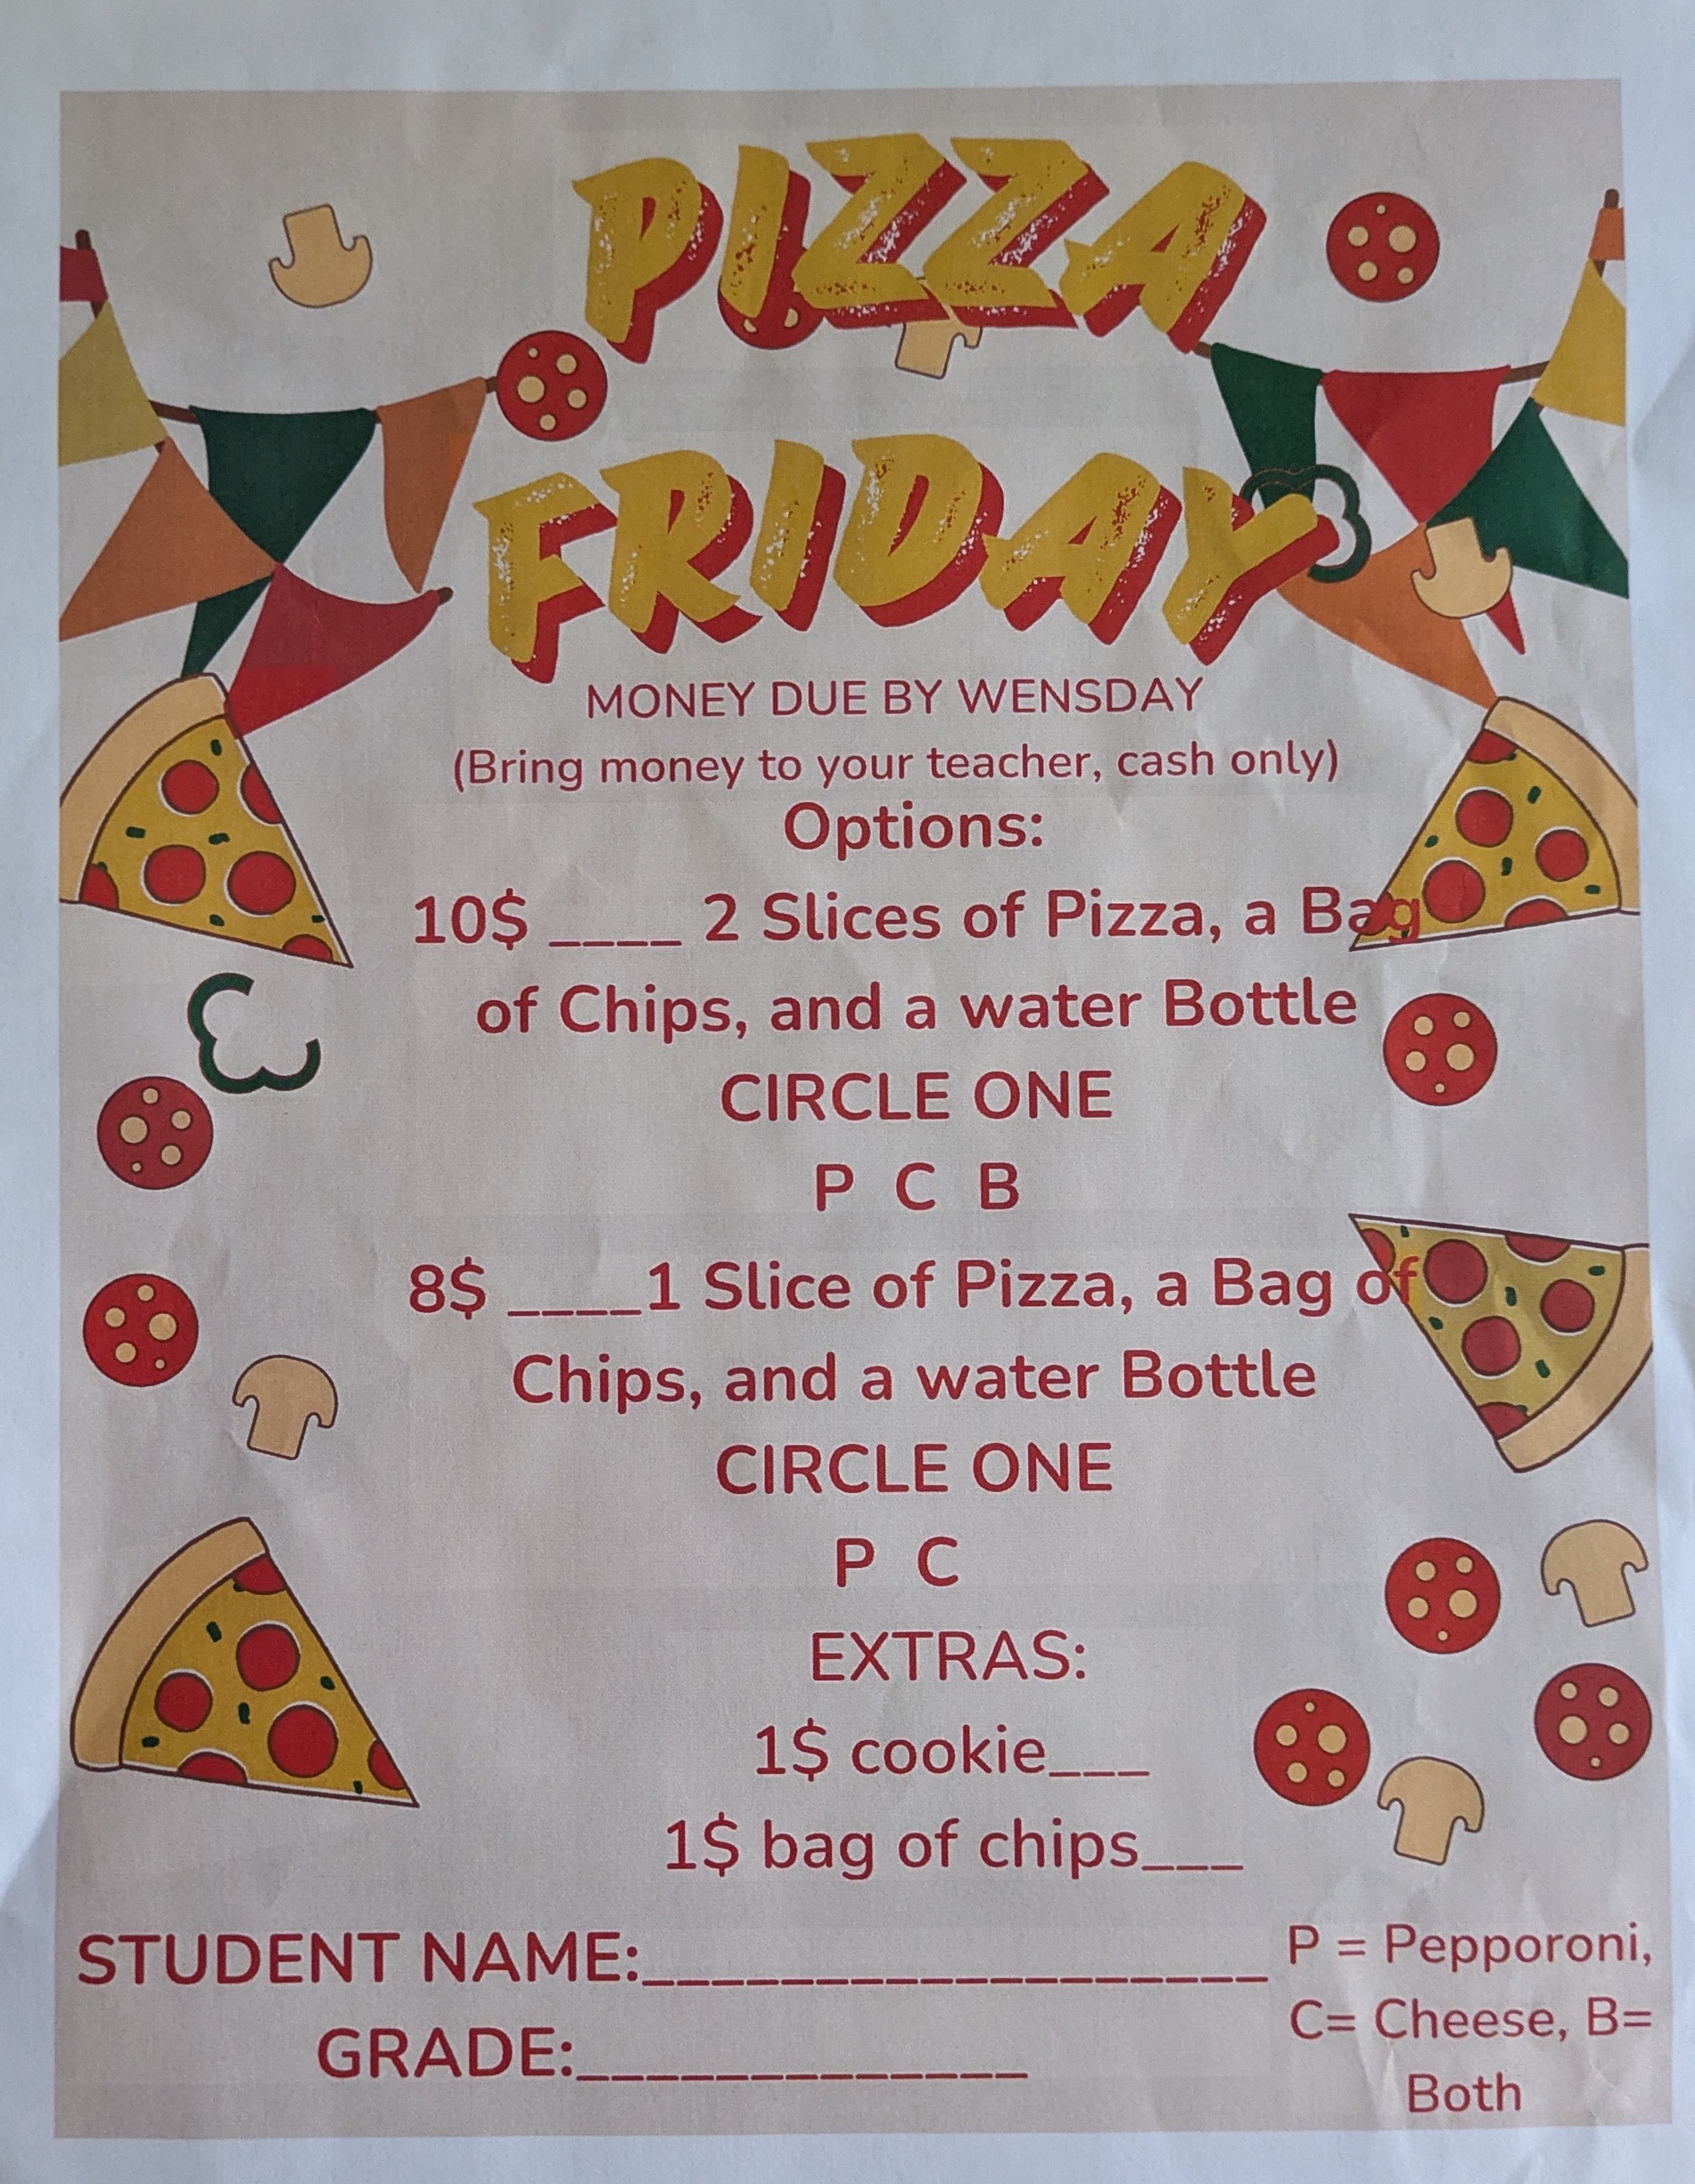 PIZZA
FRIDAY
MONEY DUE BY WENSDAY
(Bring money to your teacher, cash only)
Options:
10$ ____ 2 Slices of Pizza, a Bag
of Chips, and a water Bottle
CIRCLE ONE
P C B
8$ ____1 Slice of Pizza, a Bag of
Chips, and a water Bottle
CIRCLE ONE
P C
EXTRAS:
1$ cookie___
1$ bag of chips___
STUDENT NAME:__________________
GRADE:_____________
P = Pepporoni,
C= Cheese, B=
Both